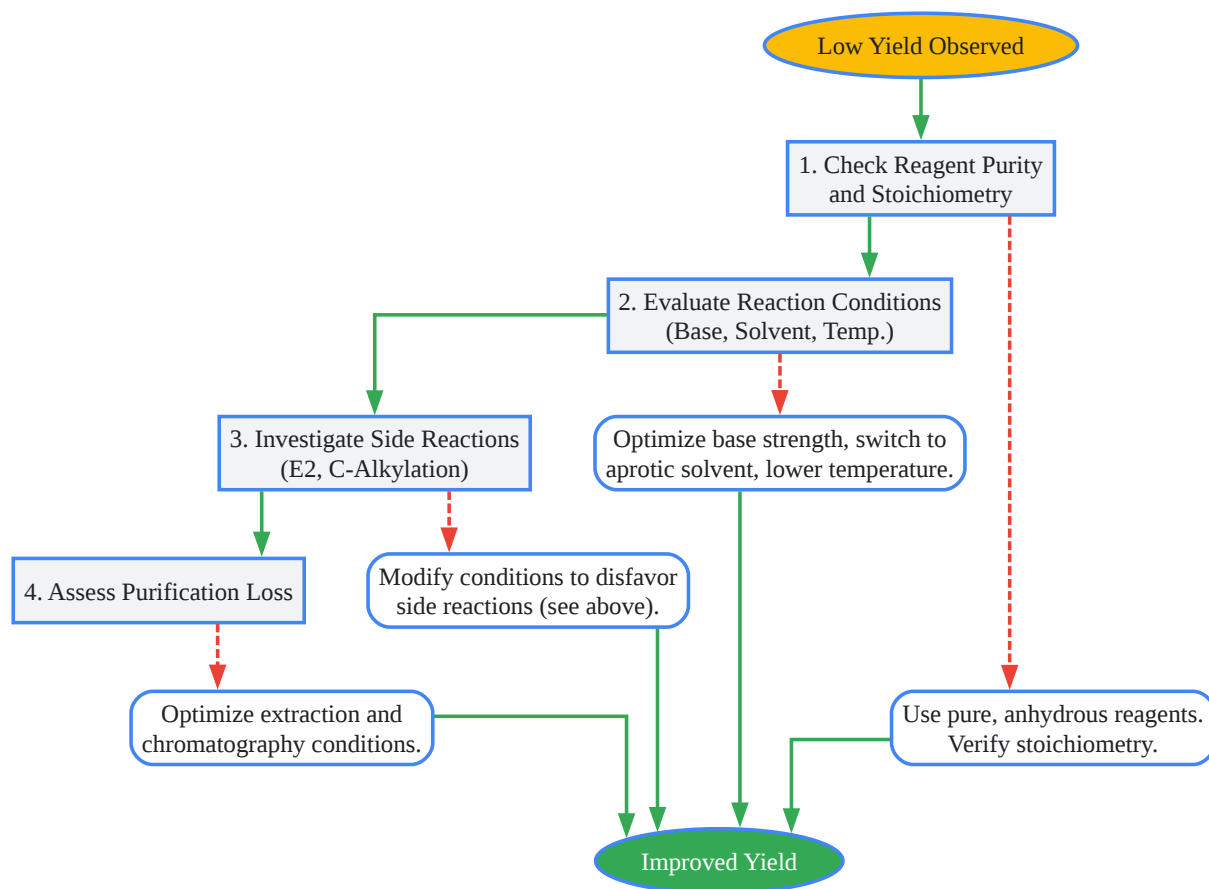 Low Yield Observed
1. Check Reagent Purity
and Stoichiometry
2. Evaluate Reaction Conditions
(Base, Solvent, Temp.)
3. Investigate Side Reactions
(E2, C-Alkylation)
Optimize base strength, switch to
aprotic solvent, lower temperature.
4. Assess Purification Loss
Modify conditions to disfavor
side reactions (see above).
Optimize extraction and
chromatography conditions.
Use pure, anhydrous reagents.
Verify stoichiometry.
Improved Yield